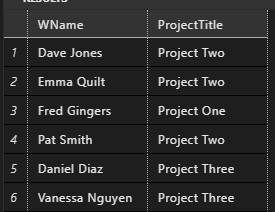 WName ProjectTitle
1 Dave Jones Project Two
2 Emma Quilt Project Two
3 Fred Gingers Project One
4 Pat Smith Project Two
5 Daniel Diaz Project Three
6 Vanessa Nguyen Project Three